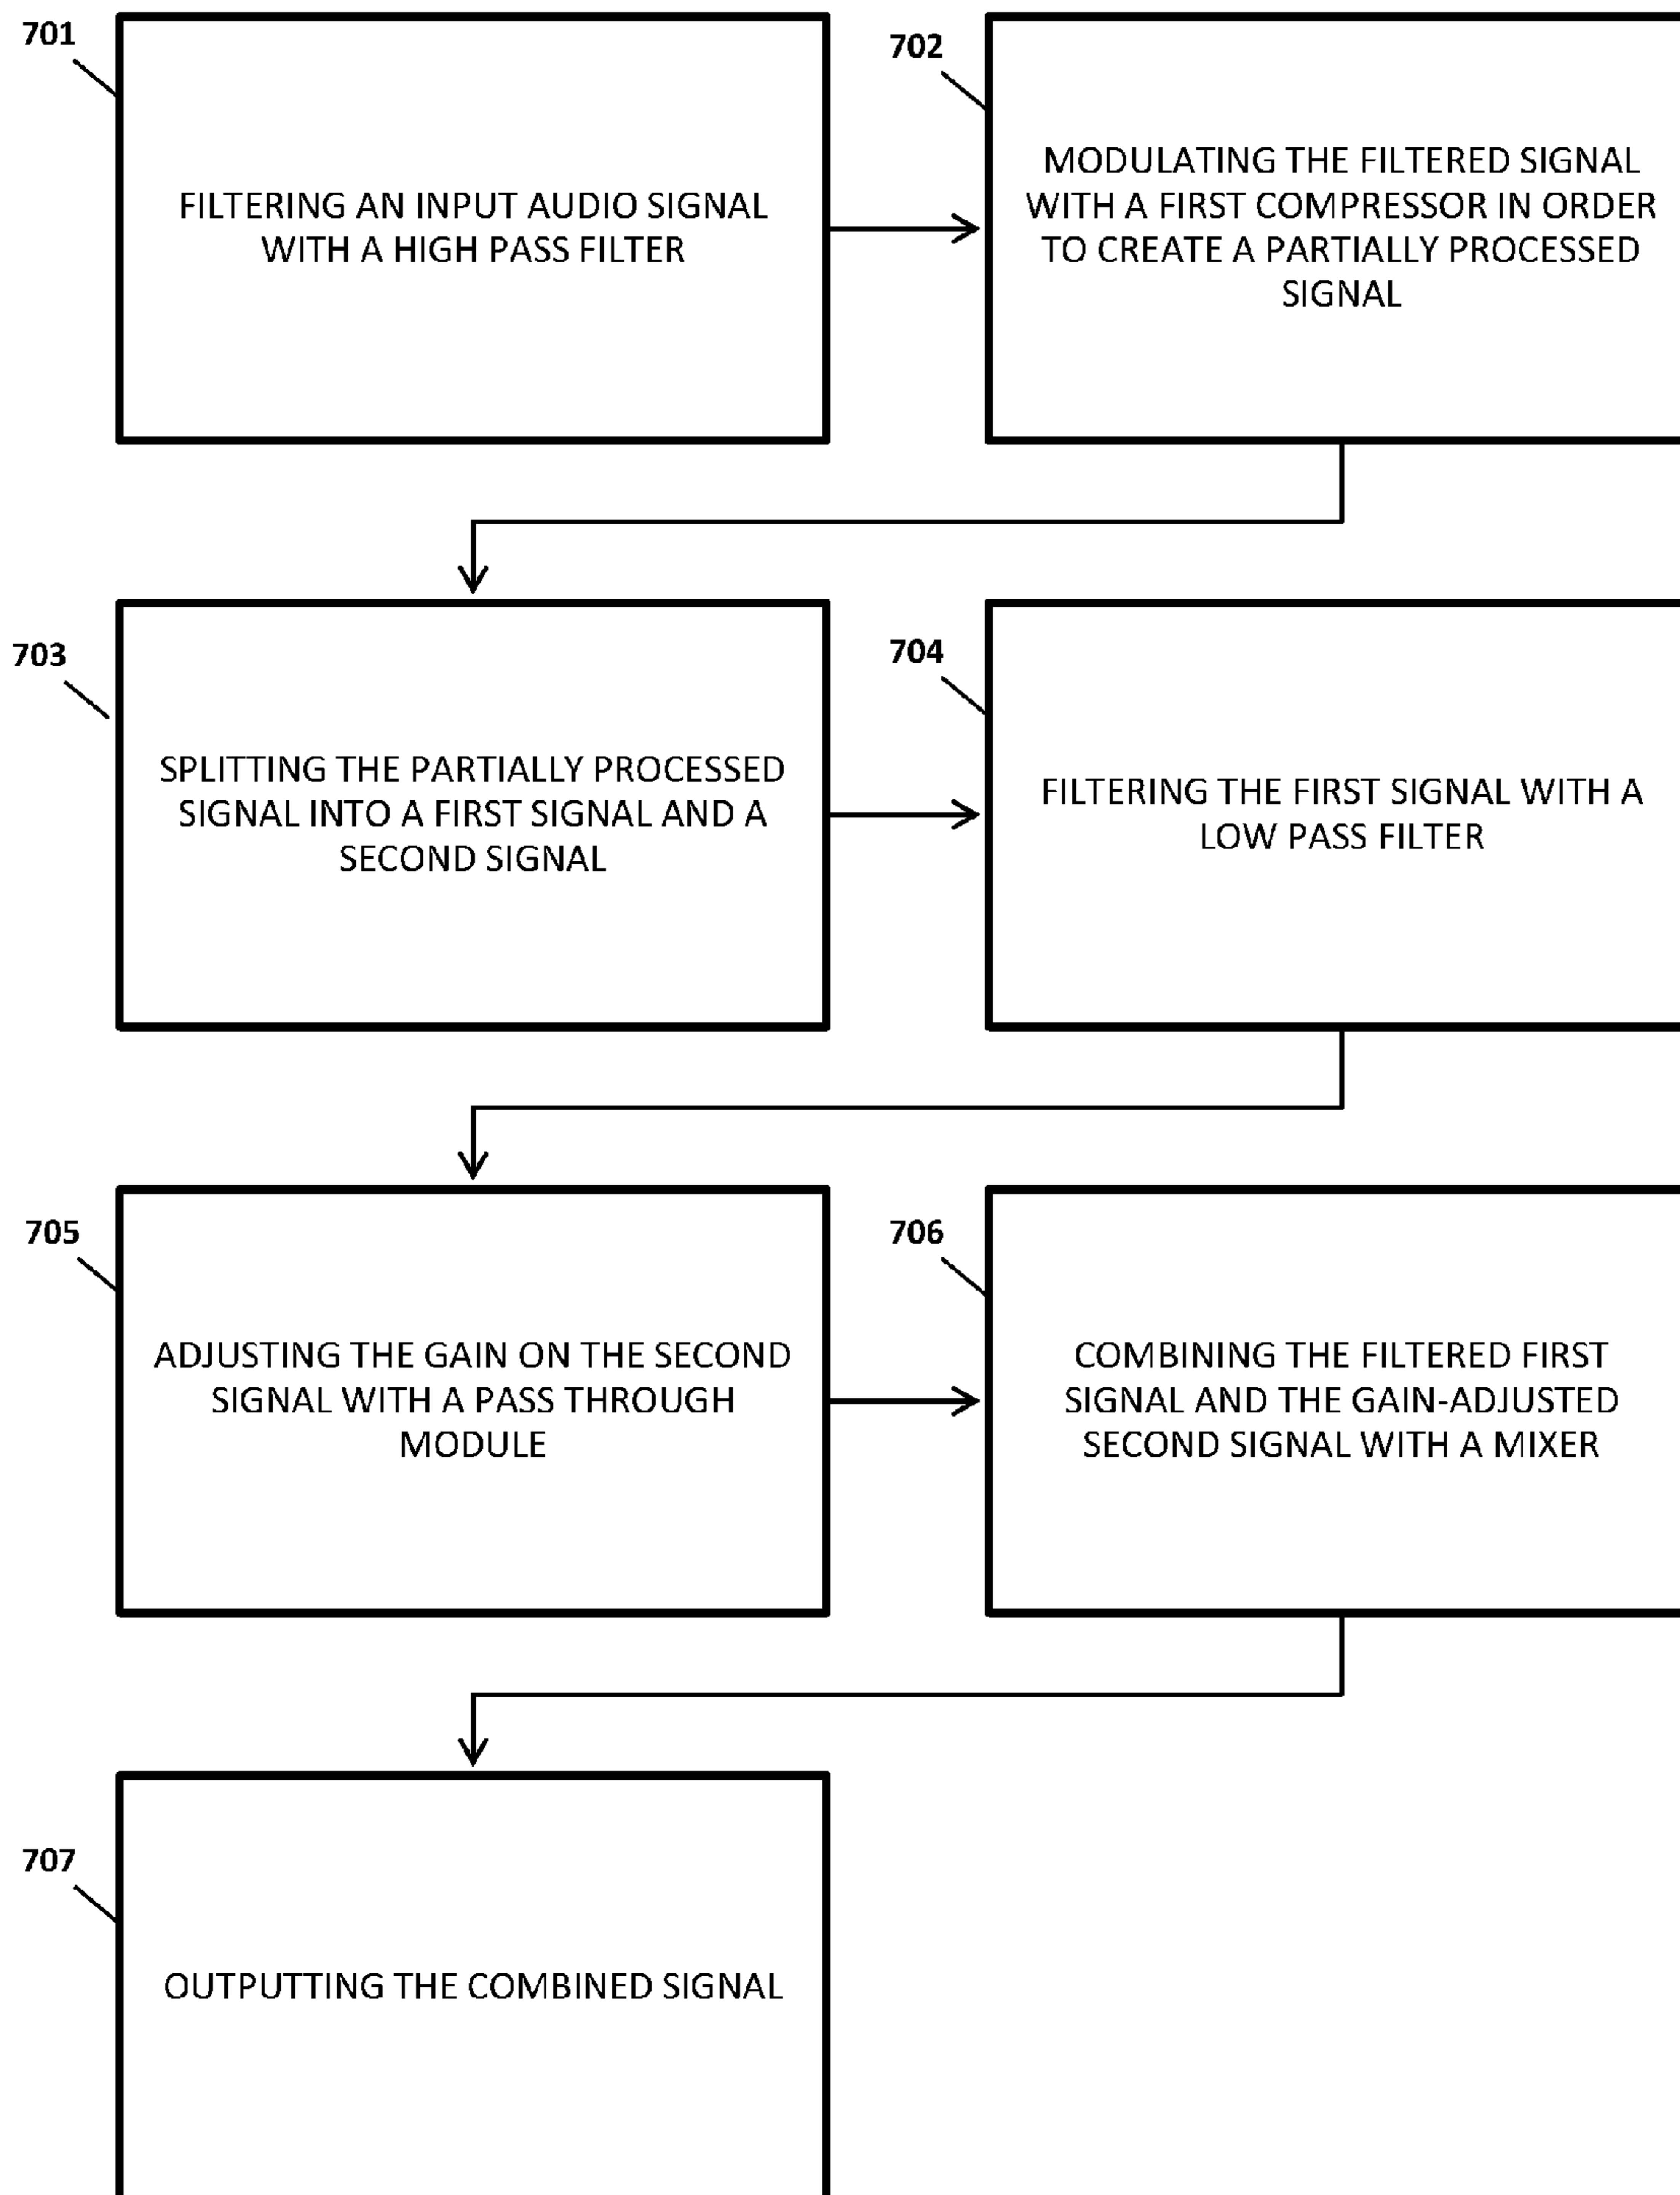 701
FILTERING AN INPUT AUDIO SIGNAL
WITH A HIGH PASS FILTER
702
MODULATING THE FILTERED SIGNAL
WITH A FIRST COMPRESSOR IN ORDER
TO CREATE A PARTIALLY PROCESSED
SIGNAL
703
SPLITTING THE PARTIALLY PROCESSED
SIGNAL INTO A FIRST SIGNAL AND A
SECOND SIGNAL
704
FILTERING THE FIRST SIGNAL WITH A
LOW PASS FILTER
705
ADJUSTING THE GAIN ON THE SECOND
SIGNAL WITH A PASS THROUGH
MODULE
706
COMBINING THE FILTERED FIRST
SIGNAL AND THE GAIN-ADJUSTED
SECOND SIGNAL WITH A MIXER
707
OUTPUTTING THE COMBINED SIGNAL